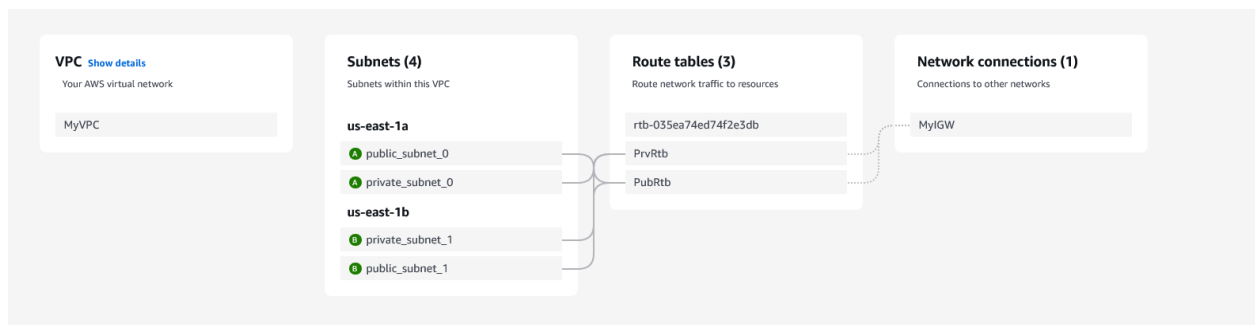 VPC Show details
Your AWS virtual network
MyVPC
Subnets (4)
Subnets within this VPC
us-east-1a
A public_subnet_0
A private_subnet_0
us-east-1b
B private_subnet_1
B public_subnet_1
Route tables (3)
Route network traffic to resources
rtb-035ea74ed74f2e3db
PrvRtb
PubRtb
Network connections (1)
Connections to other networks
MyIGW